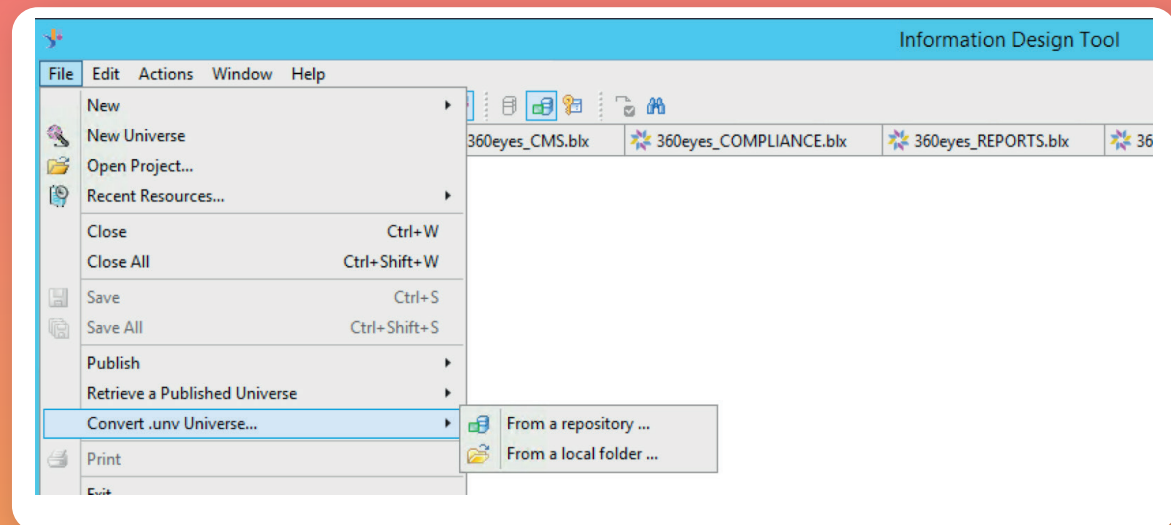 Information Design Tool
File Edit Actions Window Help
New
New Universe
360eyes_CMS.blx 360eyes_COMPLIANCE.blx 360eyes_REPORTS.blx 36
Open Project...
Recent Resources...
Close Ctrl+W
Close All Ctrl+Shift+W
Save Ctrl+S
Save All Ctrl+Shift+S
Publish
Retrieve a Published Universe
Convert .unv Universe...
From a repository ...
From a local folder ...
Print
Exit